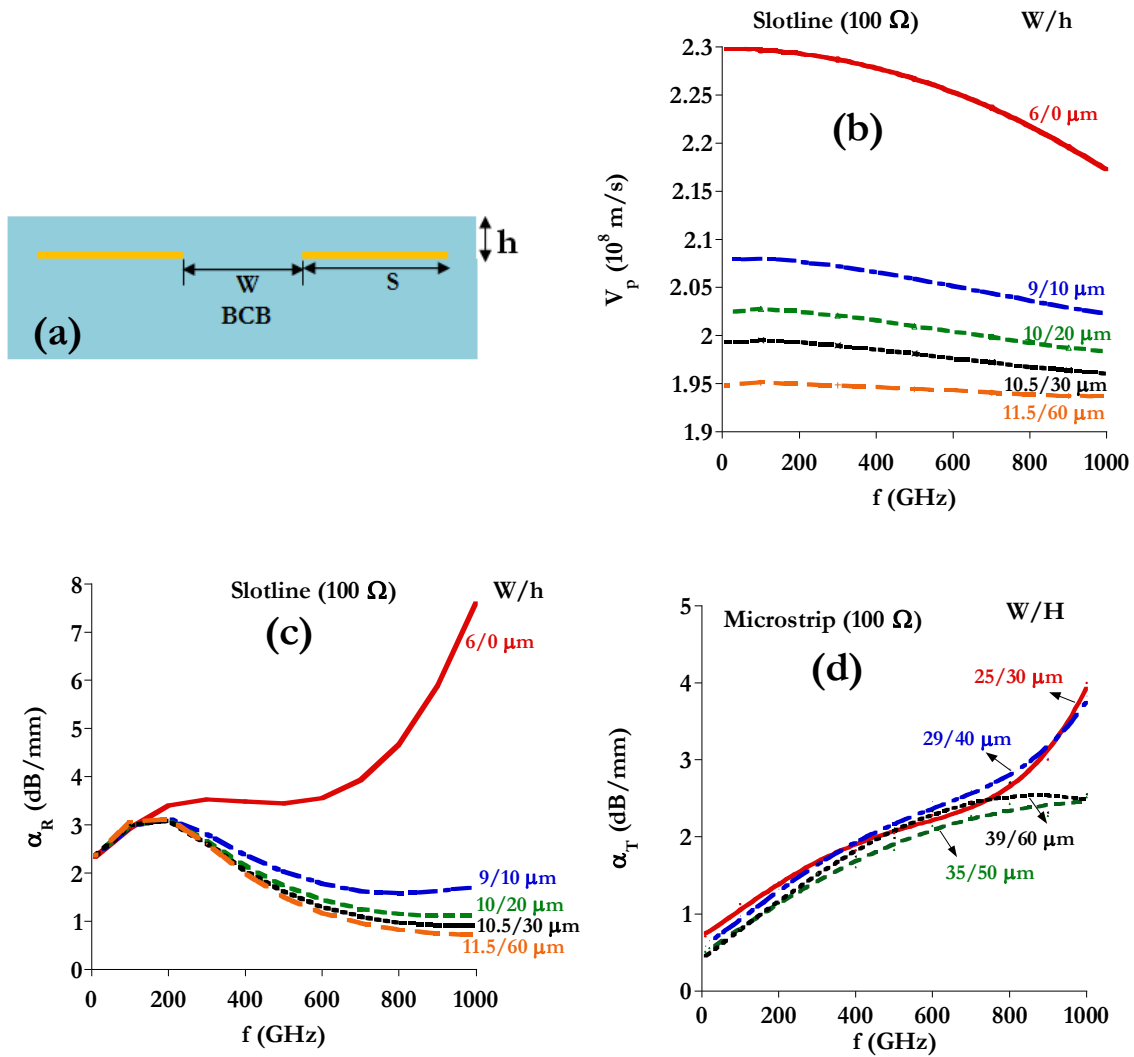 h
W
S
BCB
(a)
Slotline (100 Ω) W/h
2.3
2.25
2.2
2.15
2.1
2.05
2
1.95
1.9
Vp (10^8 m/s)
(b)
6/0 μm
9/10 μm
10/20 μm
10.5/30 μm
11.5/60 μm
0 200 400 600 800 1000
f (GHz)
Slotline (100 Ω) W/h
8
7
6
5
4
3
2
1
0
αR (dB/mm)
(c)
6/0 μm
9/10 μm
10/20 μm
10.5/30 μm
11.5/60 μm
0 200 400 600 800 1000
f (GHz)
Microstrip (100 Ω) W/H
5
4
3
2
1
0
αT (dB/mm)
(d)
25/30 μm
29/40 μm
39/60 μm
35/50 μm
0 200 400 600 800 1000
f (GHz)